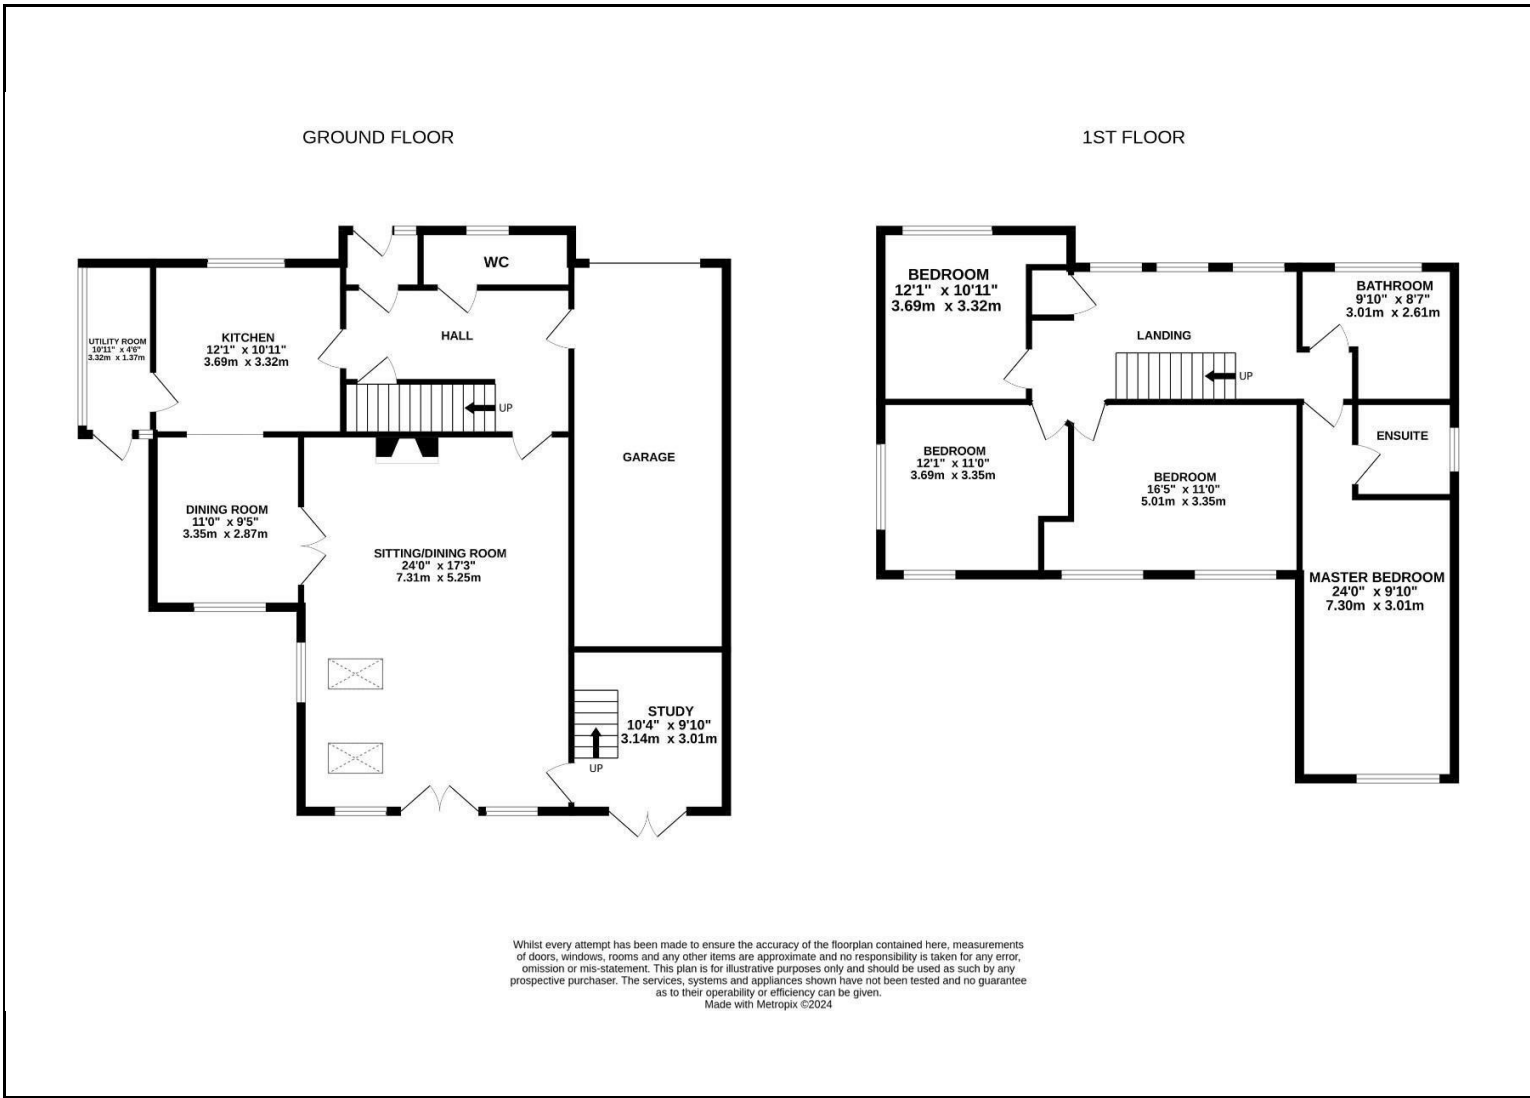 GROUND FLOOR
WC
UTILITY ROOM
10'11" x 4'6"
3.32m x 1.37m
KITCHEN
12'1" x 10'11"
3.69m x 3.32m
HALL
UP
GARAGE
DINING ROOM
11'0" x 9'5"
3.35m x 2.87m
SITTING/DINING ROOM
24'0" x 17'3"
7.31m x 5.25m
STUDY
10'4" x 9'10"
3.14m x 3.01m
UP
1ST FLOOR
BEDROOM
12'1" x 10'11"
3.69m x 3.32m
BATHROOM
9'10" x 8'7"
3.01m x 2.61m
LANDING
UP
ENSUITE
BEDROOM
12'1" x 11'0"
3.69m x 3.35m
BEDROOM
16'5" x 11'0"
5.01m x 3.35m
MASTER BEDROOM
24'0" x 9'10"
7.30m x 3.01m
Whilst every attempt has been made to ensure the accuracy of the floorplan contained here, measurements
of doors, windows, rooms and any other items are approximate and no responsibility is taken for any error,
omission or mis-statement. This plan is for illustrative purposes only and should be used as such by any
prospective purchaser. The services, systems and appliances shown have not been tested and no guarantee
as to their operability or efficiency can be given.
Made with Metropix ©2024